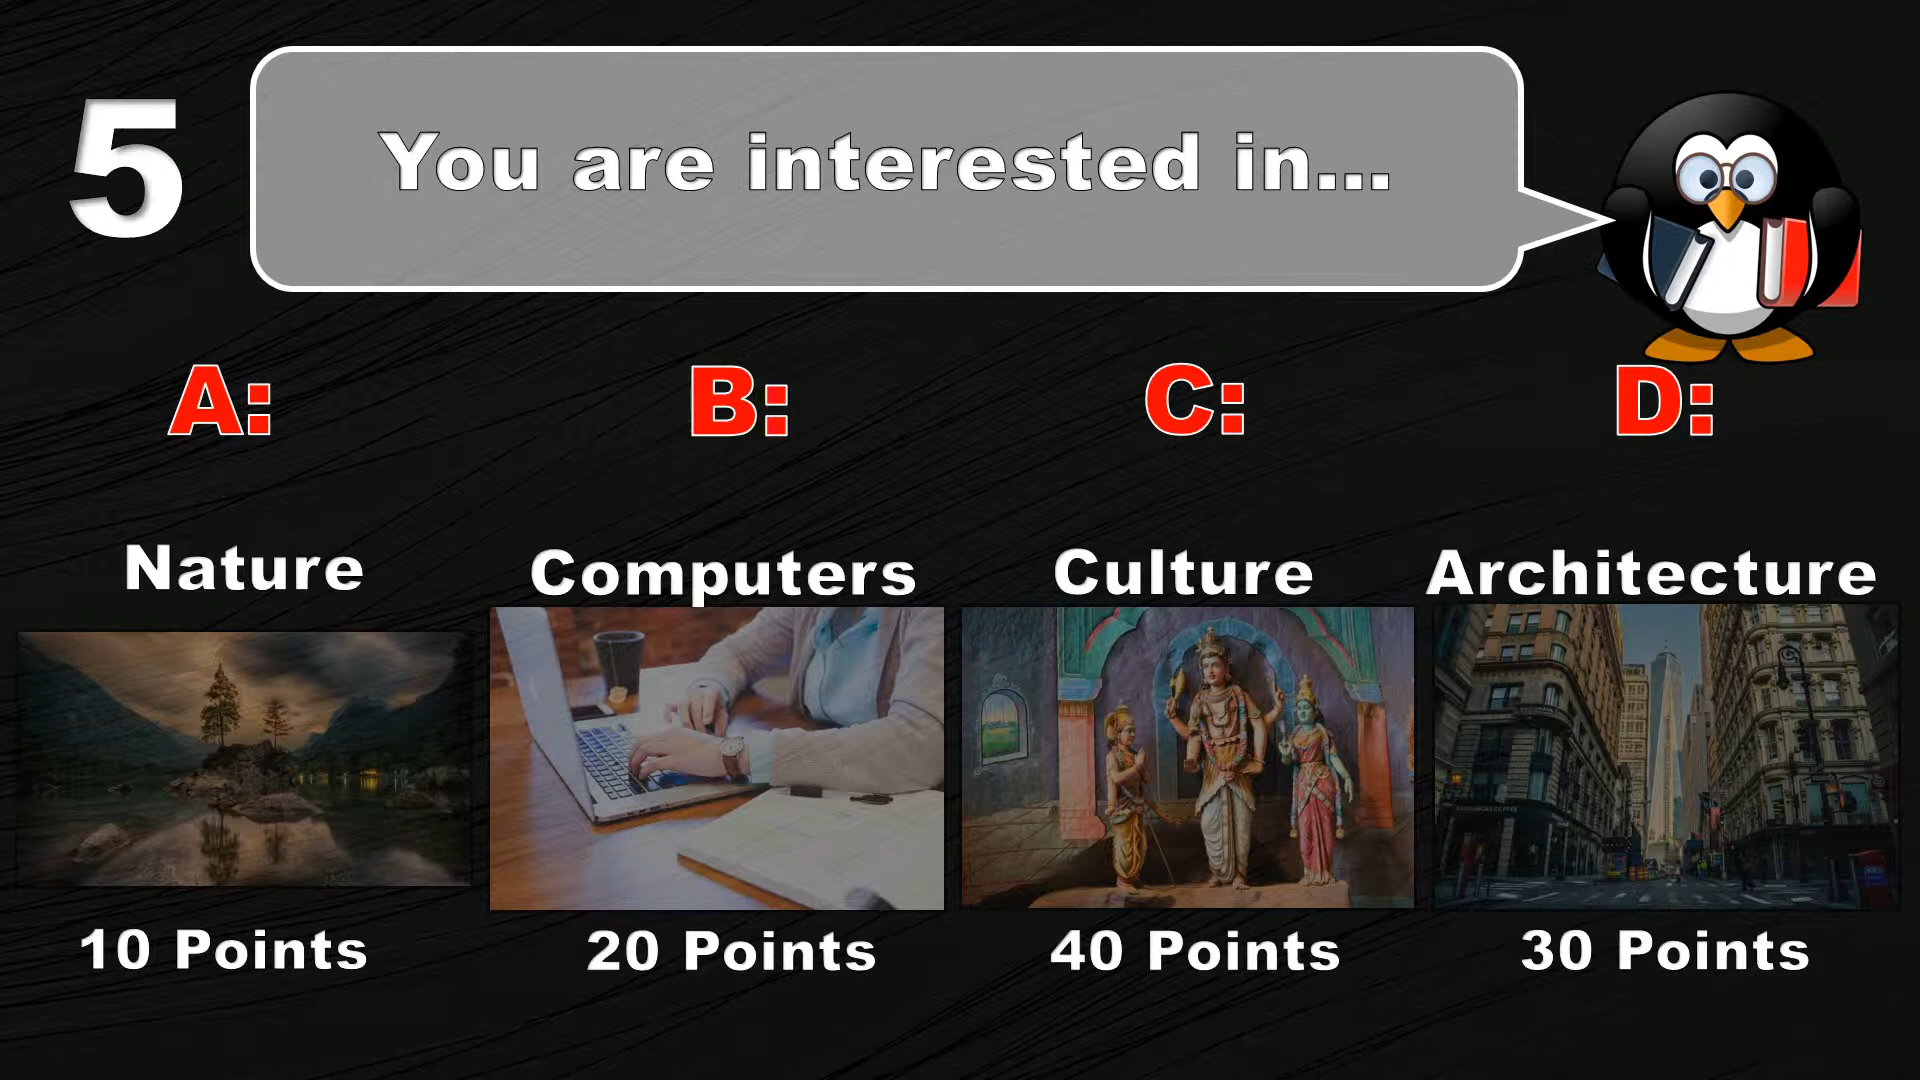 5
You are interested in...
A:
B:
C:
D:
Nature
Computers
Culture
Architecture
10 Points
20 Points
40 Points
30 Points